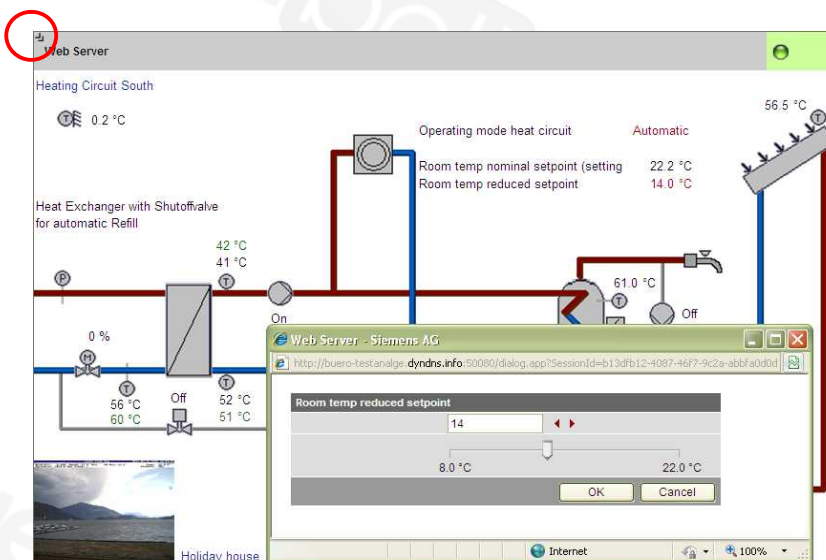 Web Server
Heating Circuit South
T 0.2 °C
56.5 °C
T
Operating mode heat circuit Automatic
Room temp nominal setpoint (setting 22.2 °C
Room temp reduced setpoint 14.0 °C
Heat Exchanger with Shutoffvalve
for automatic Refill
42 °C
41 °C
P
T
61.0 °C
T
On
Off
0 %
M
Web Server - Siemens AG
http://buero-testanalge.dyndns.info:50080/dialog.app?SessionId=b13dfb12-4087-46f7-9c2a-abbfa0d0d
T
T
56 °C
60 °C
Off
52 °C
51 °C
Room temp reduced setpoint
14
8.0 °C 22.0 °C
OK Cancel
Holiday house
Internet 100%